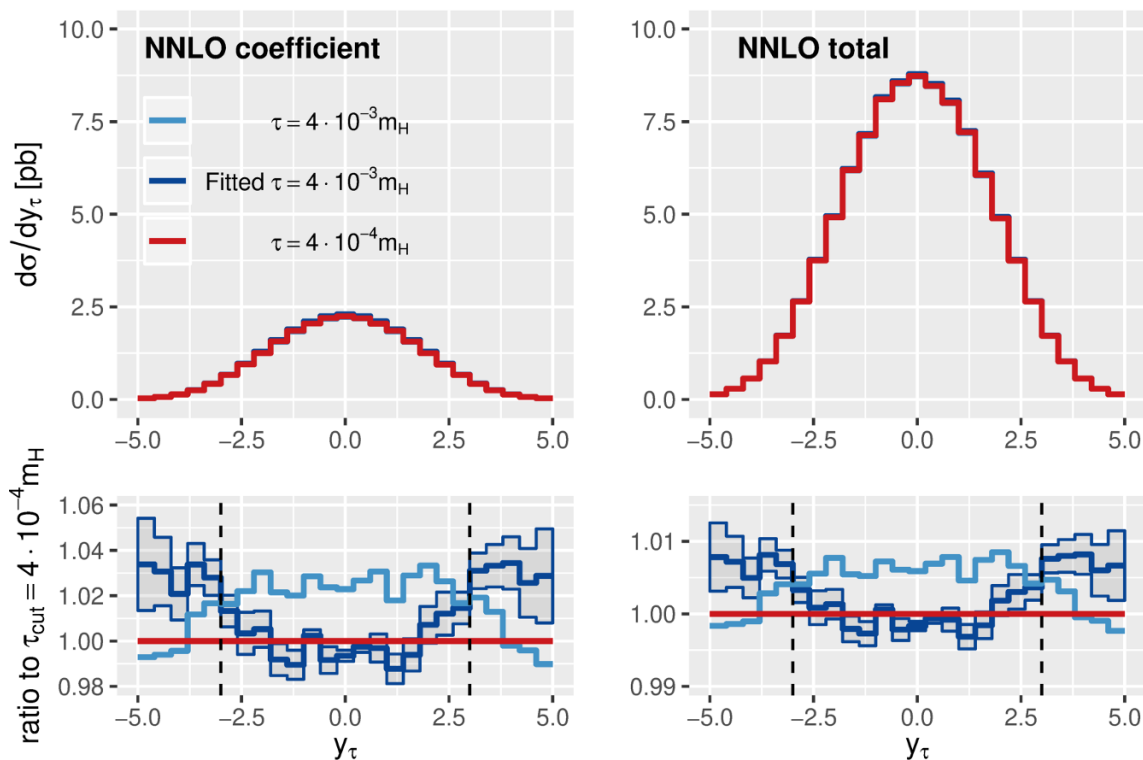 NNLO coefficient
τ = 4 · 10⁻³ m_H
Fitted τ = 4 · 10⁻³ m_H
τ = 4 · 10⁻⁴ m_H
NNLO total
dσ/dy_τ [pb]
10.0
7.5
5.0
2.5
0.0
−5.0 −2.5 0.0 2.5 5.0
10.0
7.5
5.0
2.5
0.0
−5.0 −2.5 0.0 2.5 5.0
ratio to τ_cut = 4 · 10⁻⁴ m_H
1.06
1.04
1.02
1.00
0.98
−5.0 −2.5 0.0 2.5 5.0
y_τ
1.01
1.00
0.99
−5.0 −2.5 0.0 2.5 5.0
y_τ